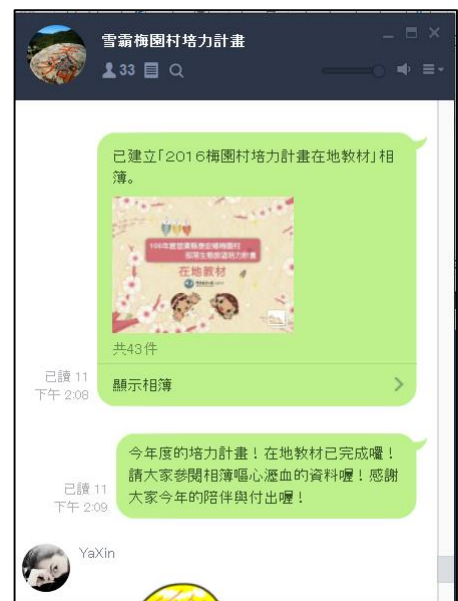 雪霸梅園村培力計畫
33
已建立「2016梅園村培力計畫在地教材」相
簿。
在地教材
共43件
已讀 11
下午 2:08
顯示相簿
今年度的培力計畫！在地教材已完成囉！
請大家參閱相簿嘔心瀝血的資料喔！感謝
大家今年的陪伴與付出喔！
已讀 11
下午 2:09
YaXin